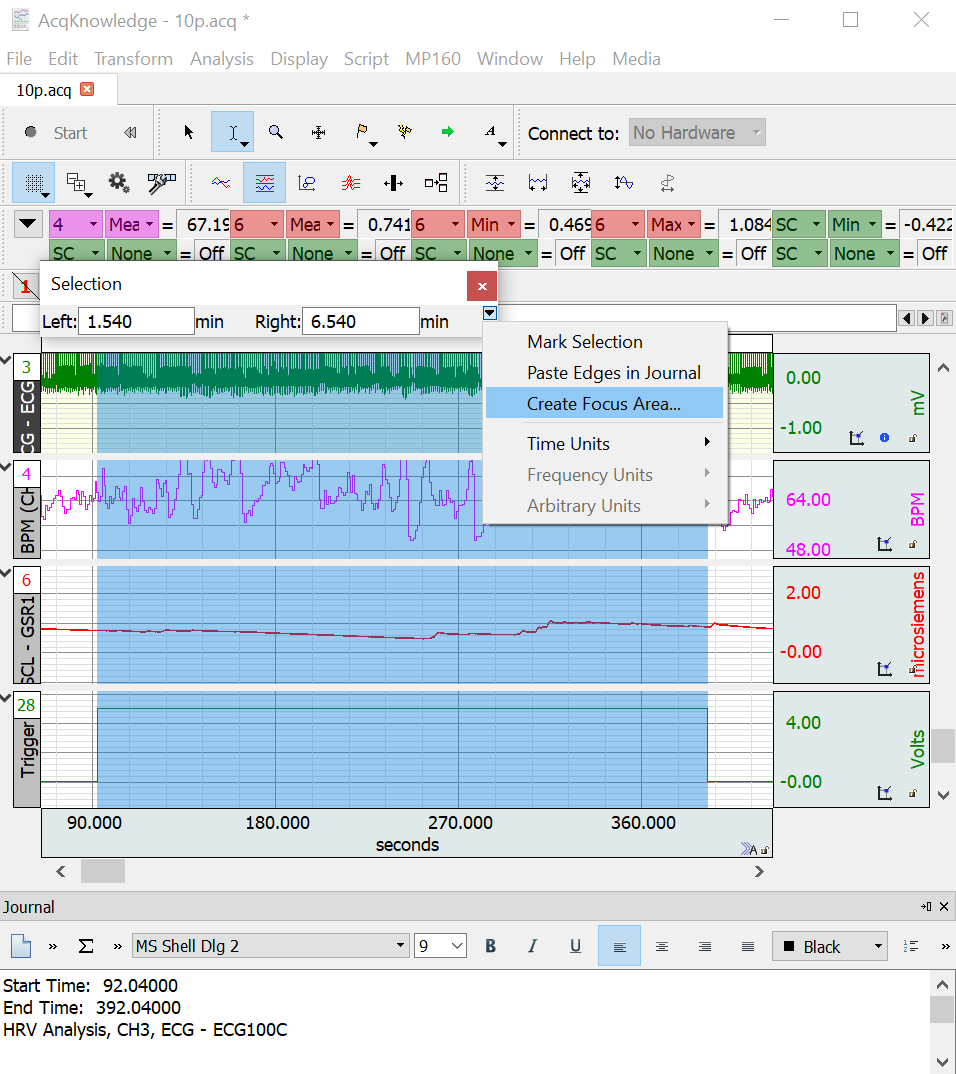 AcqKnowledge - 10p.acq *
File Edit Transform Analysis Display Script MP160 Window Help Media
10p.acq
Start Connect to: No Hardware
4 Mea = 67.19 6 Mea = 0.741 6 Min = 0.469 6 Max = 1.084 SC Min = -0.422
SC None = Off SC None = Off SC None = Off SC None = Off SC None = Off
1
Selection
Left: 1.540 min Right: 6.540 min
Mark Selection
Paste Edges in Journal
Create Focus Area...
Time Units
Frequency Units
Arbitrary Units
3
CG - ECG
0.00
-1.00
mV
4
BPM (CH
64.00
48.00
BPM
6
SCL - GSR1
2.00
-0.00
microsiemens
28
Trigger
4.00
-0.00
Volts
90.000 180.000 270.000 360.000
seconds
A
Journal
» Σ » MS Shell Dlg 2 9 B I U Black »
Start Time: 92.04000
End Time: 392.04000
HRV Analysis, CH3, ECG - ECG100C